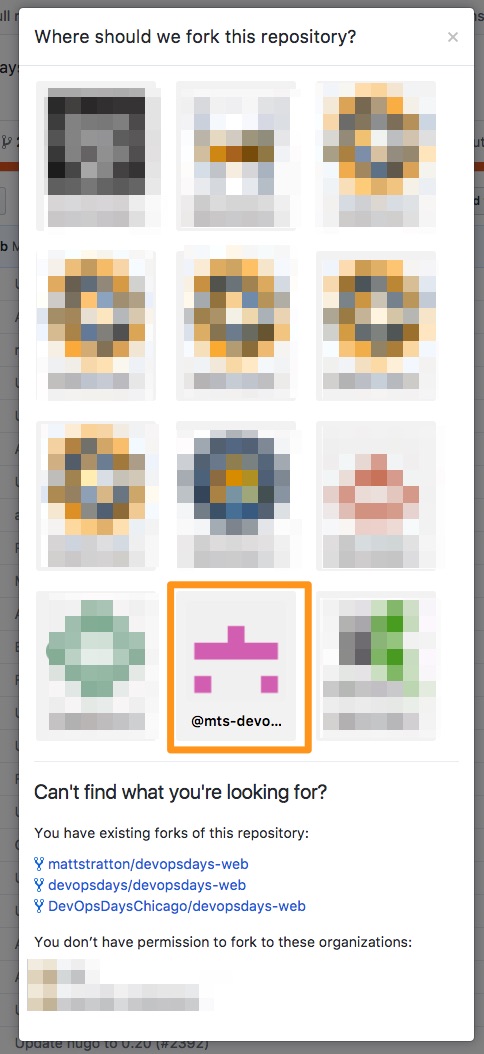 Where should we fork this repository?
×
@mts-devo...
Can't find what you're looking for?
You have existing forks of this repository:
mattstratton/devopsdays-web
devopsdays/devopsdays-web
DevOpsDaysChicago/devopsdays-web
You don’t have permission to fork to these organizations:
Update hugo to 0.20 (#2392)